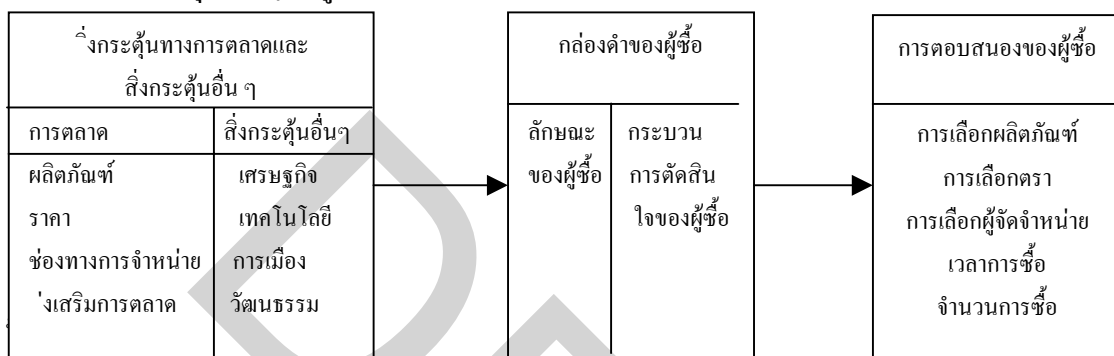 ิ่งกระตุ้นทางการตลาดและ
สิ่งกระตุ้นอื่น ๆ
การตลาด
สิ่งกระตุ้นอื่นๆ
ผลิตภัณฑ์
ราคา
ช่องทางการจำหน่าย
่งเสริมการตลาด
เศรษฐกิจ
เทคโนโลยี
การเมือง
วัฒนธรรม
กล่องดำของผู้ซื้อ
ลักษณะ
ของผู้ซื้อ
กระบวน
การตัดสิน
ใจของผู้ซื้อ
การตอบสนองของผู้ซื้อ
การเลือกผลิตภัณฑ์
การเลือกตรา
การเลือกผู้จัดจำหน่าย
เวลาการซื้อ
จำนวนการซื้อ